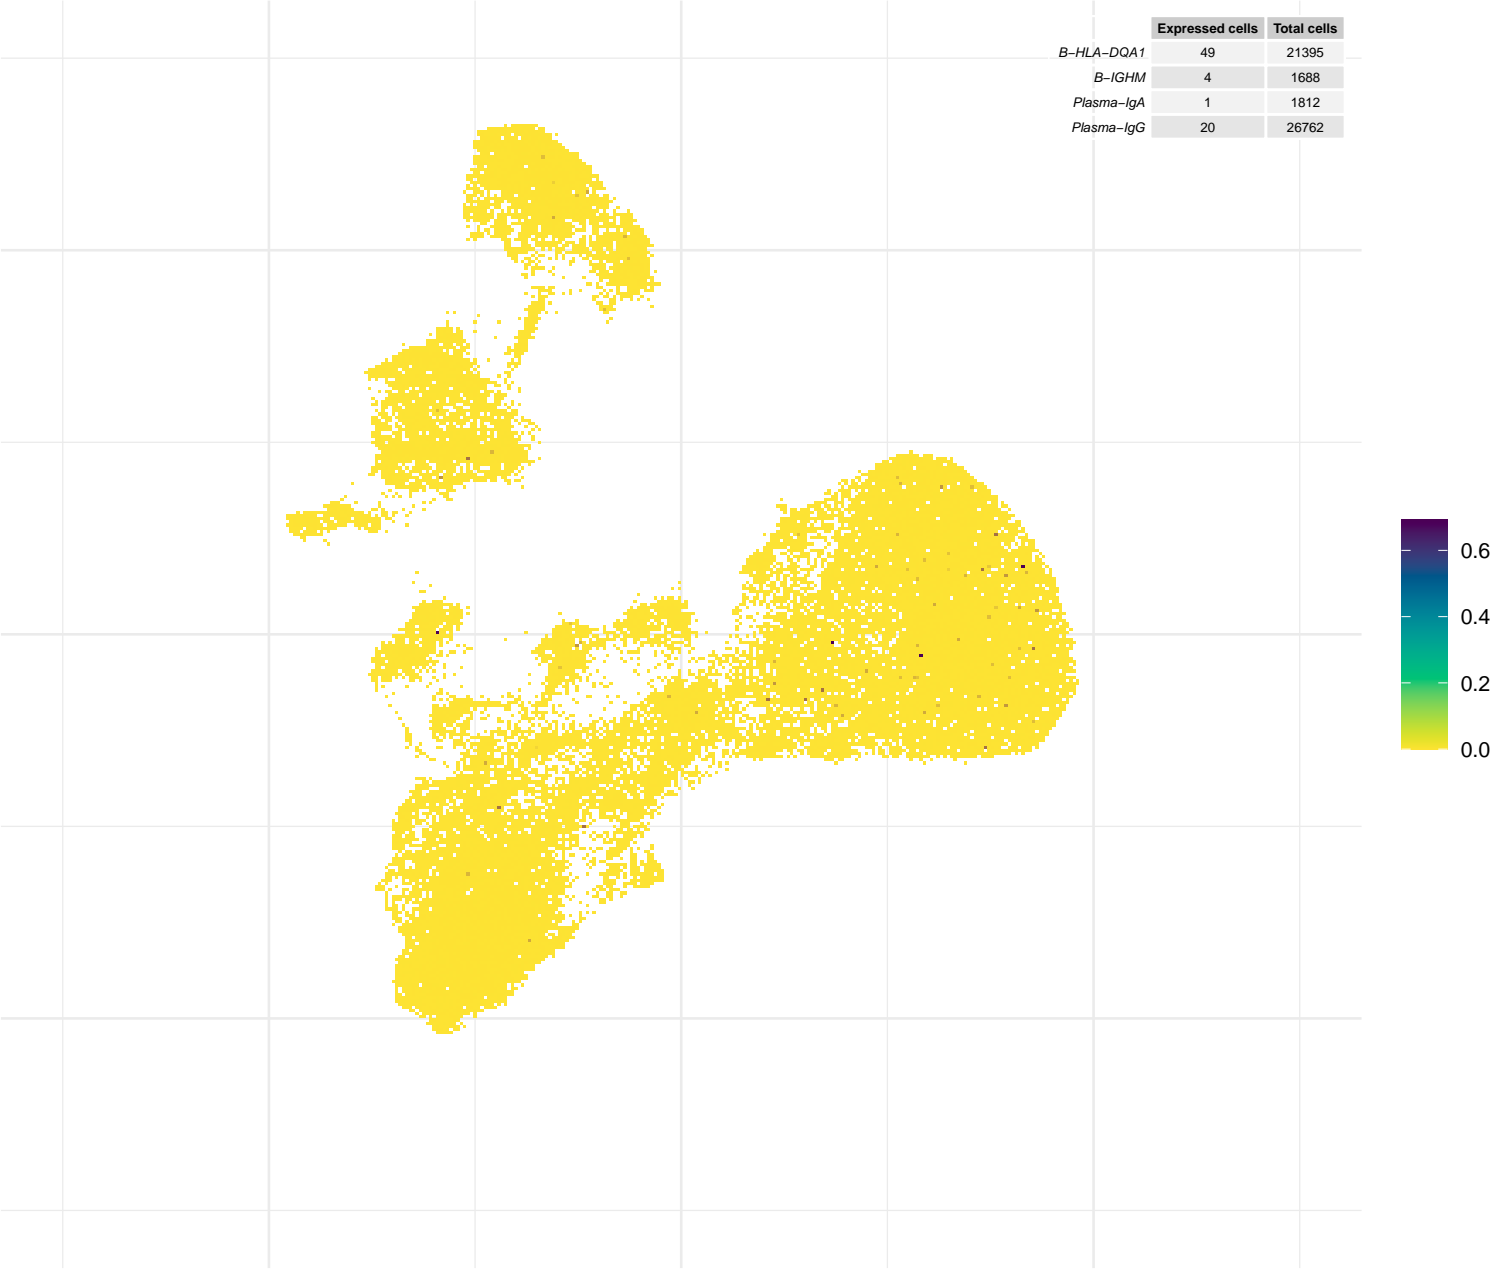 Expressed cells Total cells
B−HLA−DQA1 49 21395
B−IGHM 4 1688
Plasma−IgA 1 1812
Plasma−IgG 20 26762
0.6
0.4
0.2
0.0